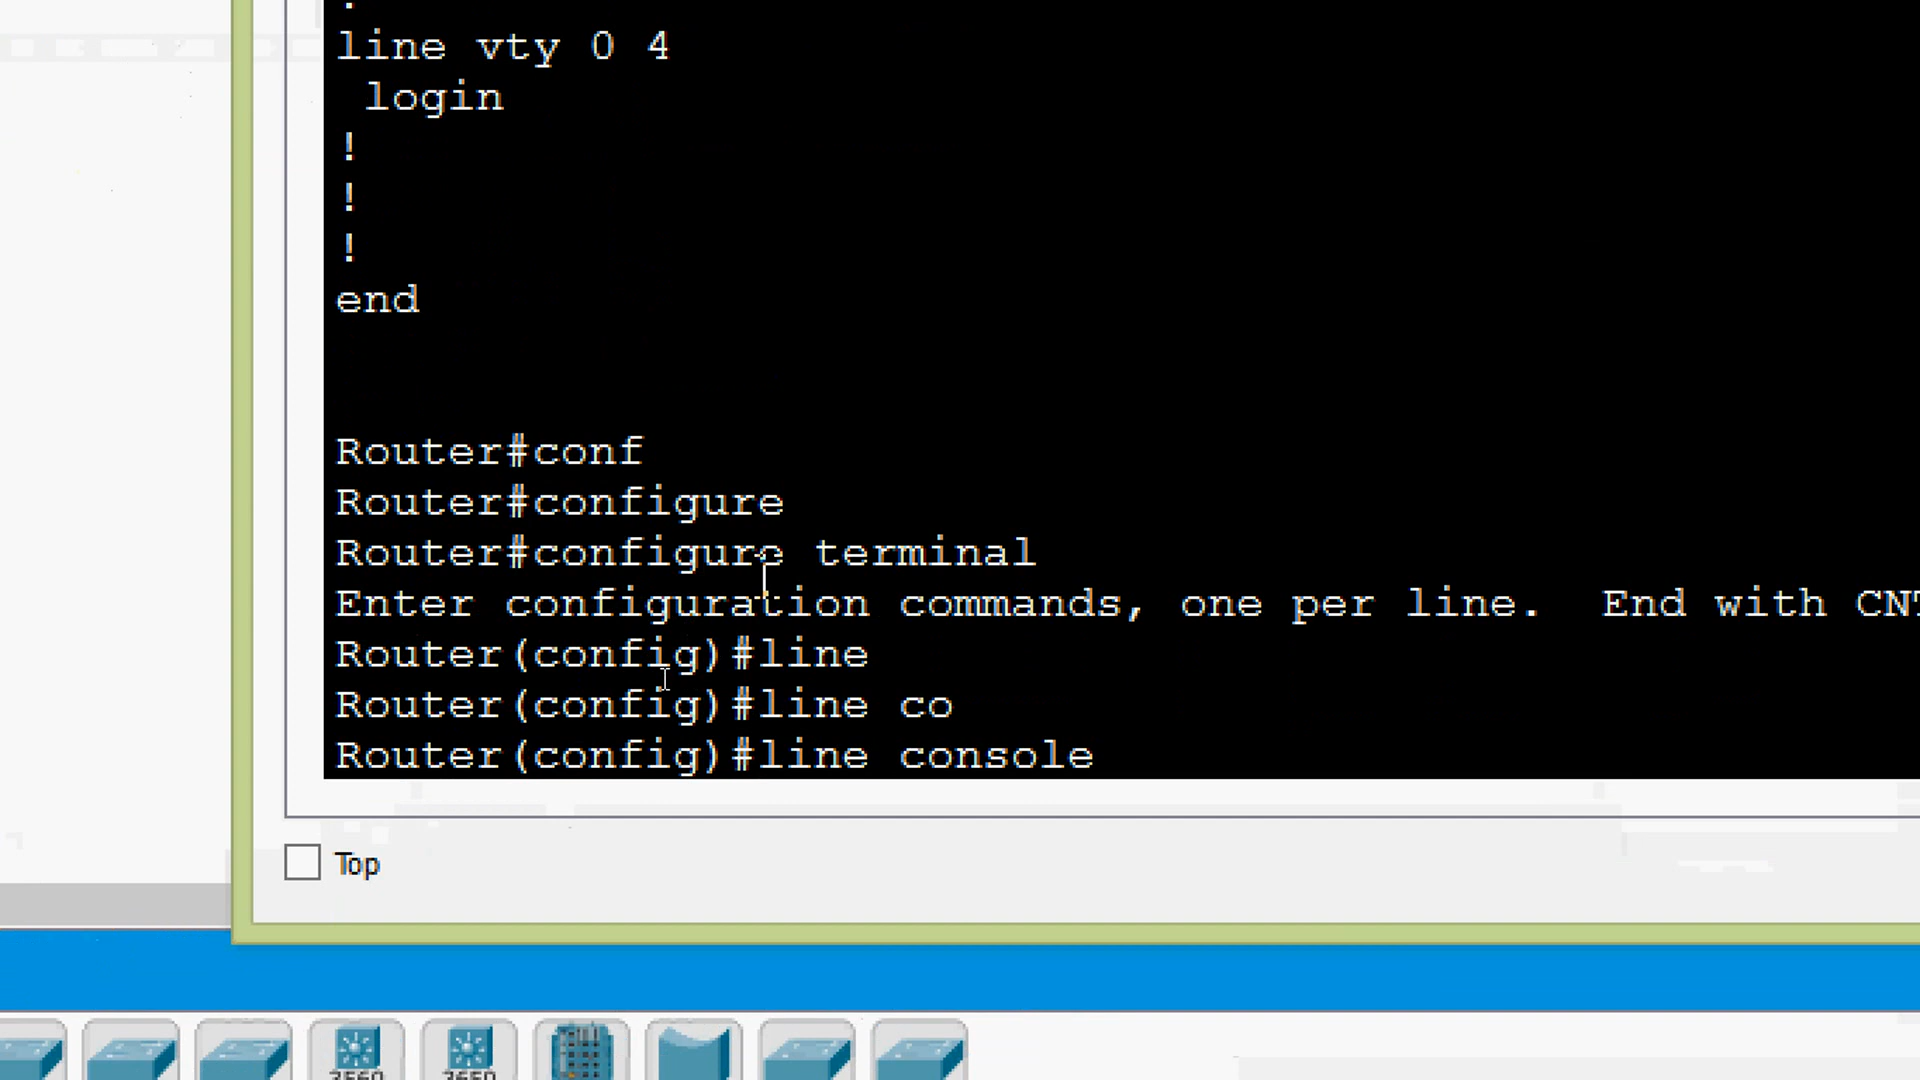 !
line vty 0 4
 login
!
!
!
end
Router#conf
Router#configure
Router#configure terminal
Enter configuration commands, one per line.  End with CNT
Router(config)#line
Router(config)#line co
Router(config)#line console
Top